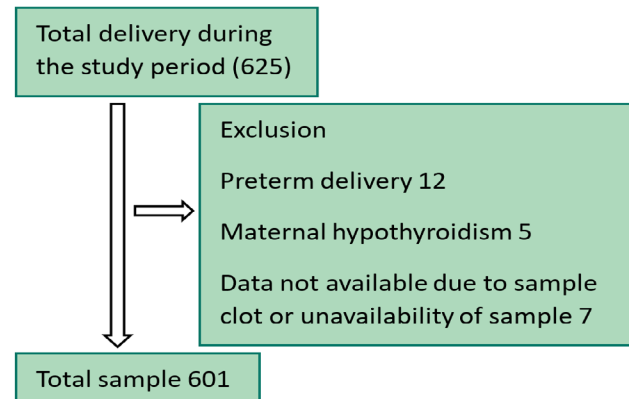 Total delivery during
the study period (625)
Exclusion
Preterm delivery 12
Maternal hypothyroidism 5
Data not available due to sample
clot or unavailability of sample 7
Total sample 601